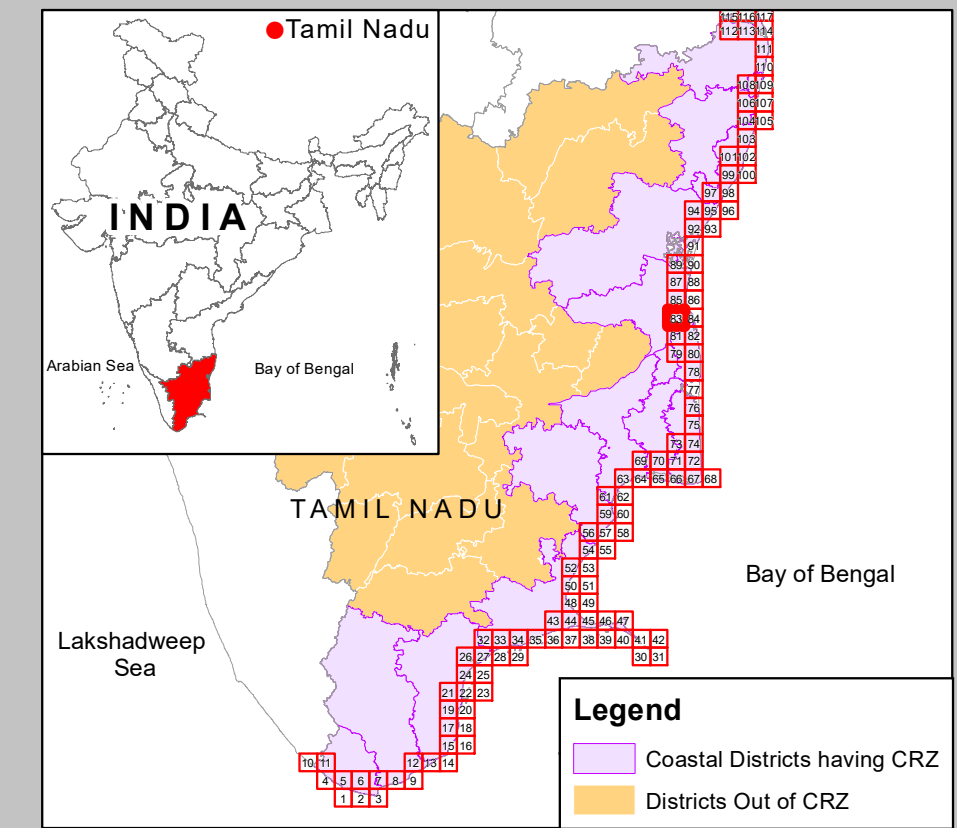 Tamil Nadu
INDIA
Arabian Sea
Bay of Bengal
115 116 117
112 113 114
111
110
108 109
106 107
104 105
103
101 102
99 100
97 98
94 95 96
92 93
91
89 90
87 88
85 86
83 84
81 82
79 80
78
77
76
75
73 74
69 70 71 72
63 64 65 66 67 68
61 62
TAMIL NADU
59 60
56 57 58
54 55
52 53
Bay of Bengal
50 51
48 49
43 44 45 46 47
32 33 34 35 36 37 38 39 40 41 42
Lakshadweep
Sea
26 27 28 29 30 31
24 25
21 22 23
19 20
17 18
15 16
10 11 12 13 14
4 5 6 7 8 9
1 2 3
Legend
Coastal Districts having CRZ
Districts Out of CRZ